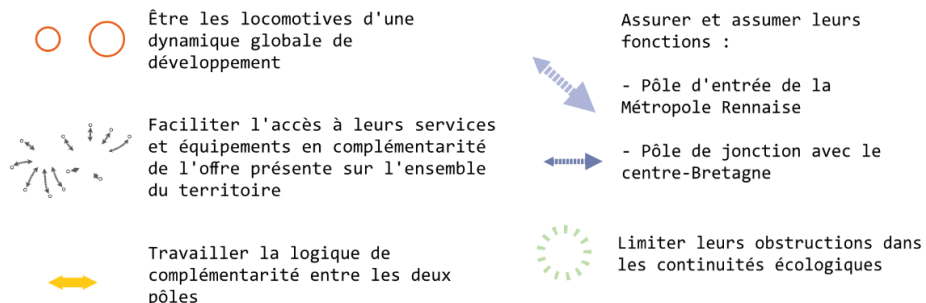 Être les locomotives d'une
dynamique globale de
développement
Faciliter l'accès à leurs services
et équipements en complémentarité
de l'offre présente sur l'ensemble
du territoire
Travailler la logique de
complémentarité entre les deux
pôles
Assurer et assumer leurs
fonctions :
- Pôle d'entrée de la
Métropole Rennaise
- Pôle de jonction avec le
centre-Bretagne
Limiter leurs obstructions dans
les continuités écologiques